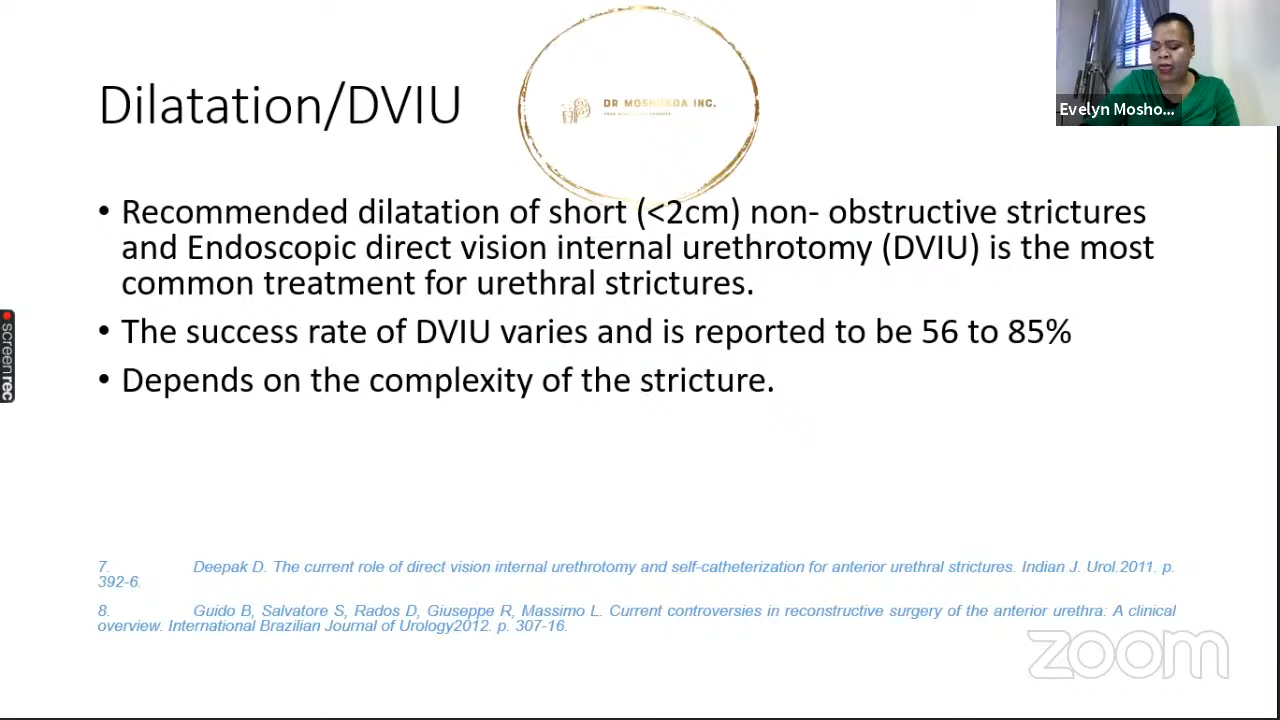 Dilatation/DVIU
DR MOSHOKOA INC.
Evelyn Mosho...
• Recommended dilatation of short (<2cm) non- obstructive strictures
and Endoscopic direct vision internal urethrotomy (DVIU) is the most
common treatment for urethral strictures.
• The success rate of DVIU varies and is reported to be 56 to 85%
• Depends on the complexity of the stricture.
screen rec
7. Deepak D. The current role of direct vision internal urethrotomy and self-catheterization for anterior urethral strictures. Indian J. Urol.2011. p.
392-6.
8. Guido B, Salvatore S, Rados D, Giuseppe R, Massimo L. Current controversies in reconstructive surgery of the anterior urethra: A clinical
overview. International Brazilian Journal of Urology2012. p. 307-16.
zoom